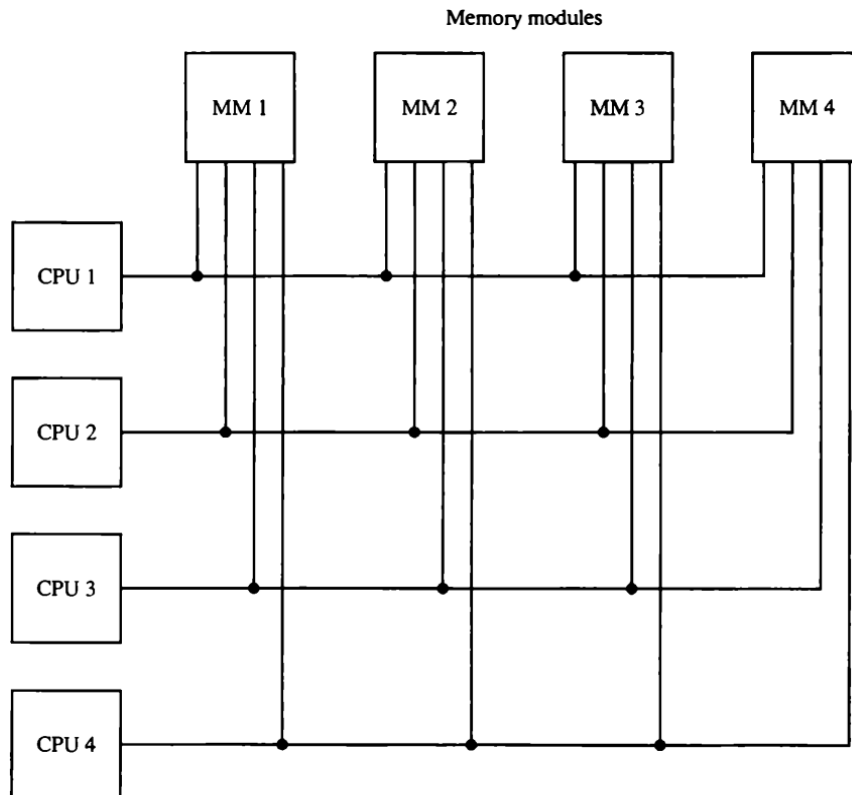 Memory modules
MM 1
MM 2
MM 3
MM 4
CPU 1
CPU 2
CPU 3
CPU 4